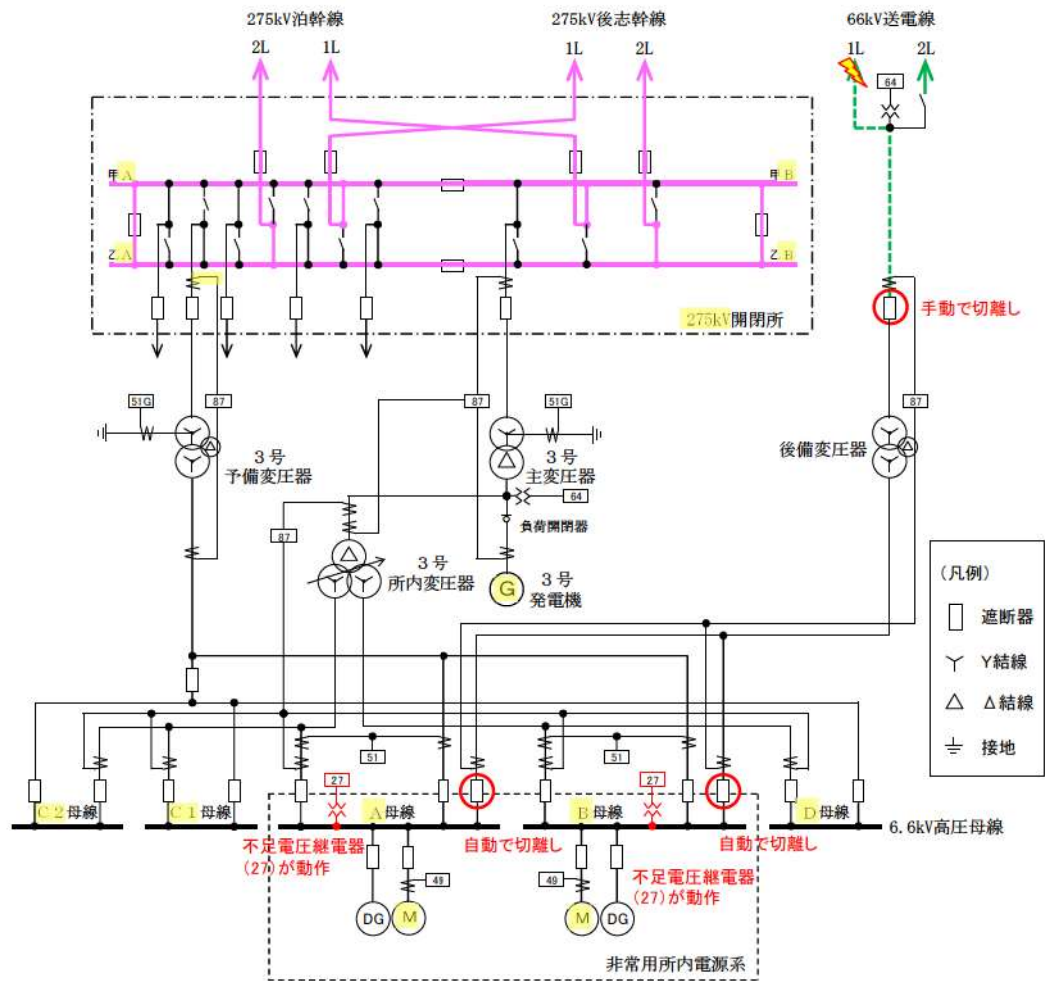 275kV泊幹線
275kV後志幹線
66kV送電線
2L
1L
1L
2L
1L
2L
64
甲A
甲B
乙A
乙B
275kV開閉所
手動で切離し
51G
87
87
51G
87
3号
予備変圧器
3号
主変圧器
後備変圧器
64
87
負荷開閉器
3号
所内変圧器
G
3号
発電機
(凡例)
遮断器
Y結線
Δ結線
接地
51
51
27
27
C2母線
C1母線
A母線
B母線
D母線
6.6kV高圧母線
不足電圧継電器
(27)が動作
自動で切離し
自動で切離し
不足電圧継電器
(27)が動作
49
49
DG
M
M
DG
非常用所内電源系